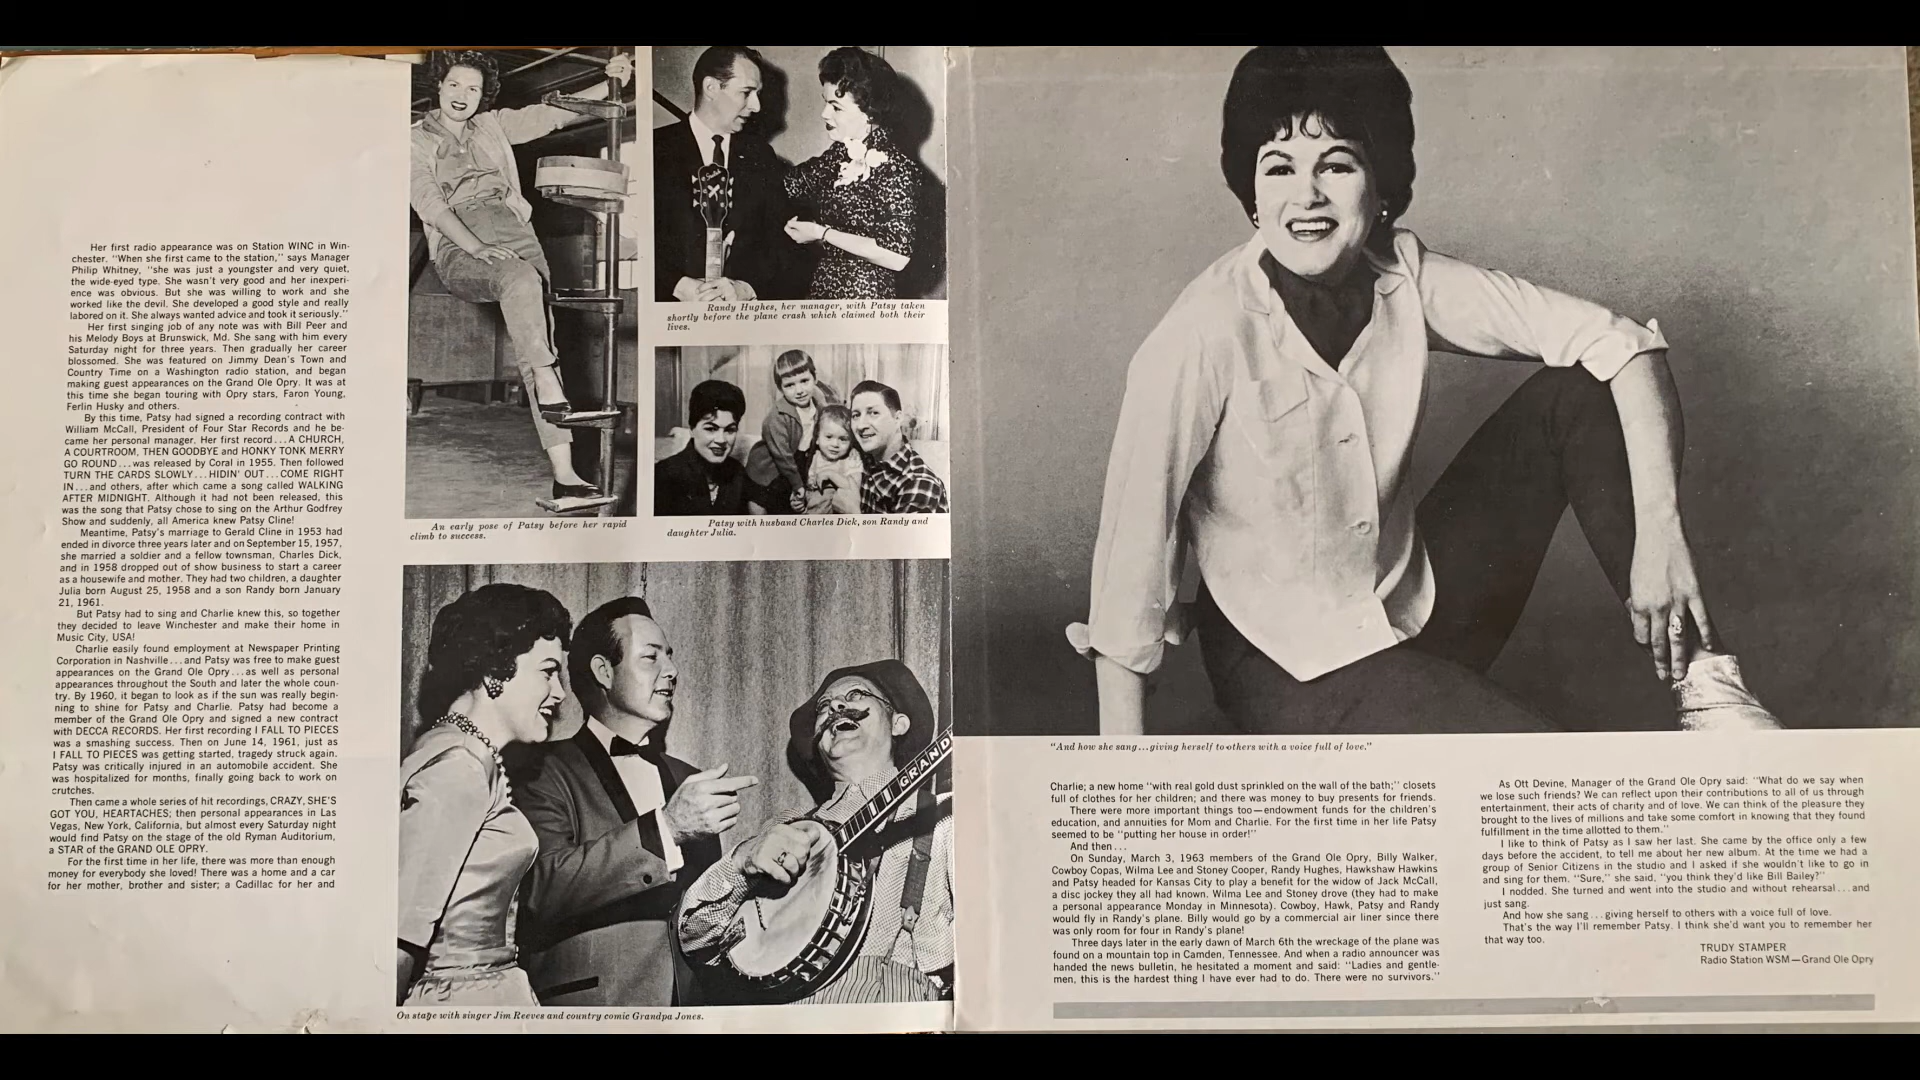 Her first radio appearance was on Station WINC in Win-
chester. "When she first came to the station," says Manager
Philip Whitney, "she was just a youngster and very quiet,
the wide-eyed type. She wasn't very good and her inexperi-
ence was obvious. But she was willing to work and she
worked like the devil. She developed a good style and really
labored on it. She always wanted advice and took it seriously."
Her first singing job of any note was with Bill Peer and
his Melody Boys at Brunswick, Md. She sang with him every
Saturday night for three years. Then gradually her career
blossomed. She was featured on Jimmy Dean's Town and
Country Time on a Washington radio station, and began
making guest appearances on the Grand Ole Opry. It was at
this time she began touring with Opry stars, Faron Young,
Ferlin Husky and others.
By this time, Patsy had signed a recording contract with
William McCall, President of Four Star Records and he be-
came her personal manager. Her first record...A CHURCH,
A COURTROOM, THEN GOODBYE and HONKY TONK MERRY
GO ROUND...was released by Coral in 1955. Then followed
TURN THE CARDS SLOWLY...HIDIN' OUT...COME RIGHT
IN...and others, after which came a song called WALKING
AFTER MIDNIGHT. Although it had not been released, this
was the song that Patsy chose to sing on the Arthur Godfrey
Show and suddenly, all America knew Patsy Cline!
Meantime, Patsy's marriage to Gerald Cline in 1953 had
ended in divorce three years later and on September 15, 1957,
she married a soldier and a fellow townsman, Charles Dick,
and in 1958 dropped out of show business to start a career
as a housewife and mother. They had two children, a daughter
Julia born August 25, 1958 and a son Randy born January
21, 1961.
But Patsy had to sing and Charlie knew this, so together
they decided to leave Winchester and make their home in
Music City, USA!
Charlie easily found employment at Newspaper Printing
Corporation in Nashville...and Patsy was free to make guest
appearances on the Grand Ole Opry...as well as personal
appearances throughout the South and later the whole coun-
try. By 1960, it began to look as if the sun was really begin-
ning to shine for Patsy and Charlie. Patsy had become a
member of the Grand Ole Opry and signed a new contract
with DECCA RECORDS. Her first recording I FALL TO PIECES
was a smashing success. Then on June 14, 1961, just as
I FALL TO PIECES was getting started, tragedy struck again.
Patsy was critically injured in an automobile accident. She
was hospitalized for months, finally going back to work on
crutches.
Then came a whole series of hit recordings, CRAZY, SHE'S
GOT YOU, HEARTACHES; then personal appearances in Las
Vegas, New York, California, but almost every Saturday night
would find Patsy on the stage of the old Ryman Auditorium,
a STAR of the GRAND OLE OPRY.
For the first time in her life, there was more than enough
money for everybody she loved! There was a home and a car
for her mother, brother and sister; a Cadillac for her and
An early pose of Patsy before her rapid
climb to success.
Randy Hughes, her manager, with Patsy taken
shortly before the plane crash which claimed both their
lives.
Patsy with husband Charles Dick, son Randy and
daughter Julia.
GRAND
On stage with singer Jim Reeves and country comic Grandpa Jones.
"And how she sang...giving herself to others with a voice full of love."
Charlie; a new home "with real gold dust sprinkled on the wall of the bath;" closets
full of clothes for her children; and there was money to buy presents for friends.
There were more important things too—endowment funds for the children's
education, and annuities for Mom and Charlie. For the first time in her life Patsy
seemed to be "putting her house in order!"
And then...
On Sunday, March 3, 1963 members of the Grand Ole Opry, Billy Walker,
Cowboy Copas, Wilma Lee and Stoney Cooper, Randy Hughes, Hawkshaw Hawkins
and Patsy headed for Kansas City to play a benefit for the widow of Jack McCall,
a disc jockey they all had known. Wilma Lee and Stoney drove (they had to make
a personal appearance Monday in Minnesota). Cowboy, Hawk, Patsy and Randy
would fly in Randy's plane. Billy would go by a commercial air liner since there
was only room for four in Randy's plane!
Three days later in the early dawn of March 6th the wreckage of the plane was
found on a mountain top in Camden, Tennessee. And when a radio announcer was
handed the news bulletin, he hesitated a moment and said: "Ladies and gentle-
men, this is the hardest thing I have ever had to do. There were no survivors."
As Ott Devine, Manager of the Grand Ole Opry said: "What do we say when
we lose such friends? We can reflect upon their contributions to all of us through
entertainment, their acts of charity and of love. We can think of the pleasure they
brought to the lives of millions and take some comfort in knowing that they found
fulfillment in the time allotted to them."
I like to think of Patsy as I saw her last. She came by the office only a few
days before the accident, to tell me about her new album. At the time we had a
group of Senior Citizens in the studio and I asked if she wouldn't like to go in
and sing for them. "Sure," she said, "you think they'd like Bill Bailey?"
I nodded. She turned and went into the studio and without rehearsal...and
just sang.
And how she sang...giving herself to others with a voice full of love.
That's the way I'll remember Patsy. I think she'd want you to remember her
that way too.
TRUDY STAMPER
Radio Station WSM—Grand Ole Opry